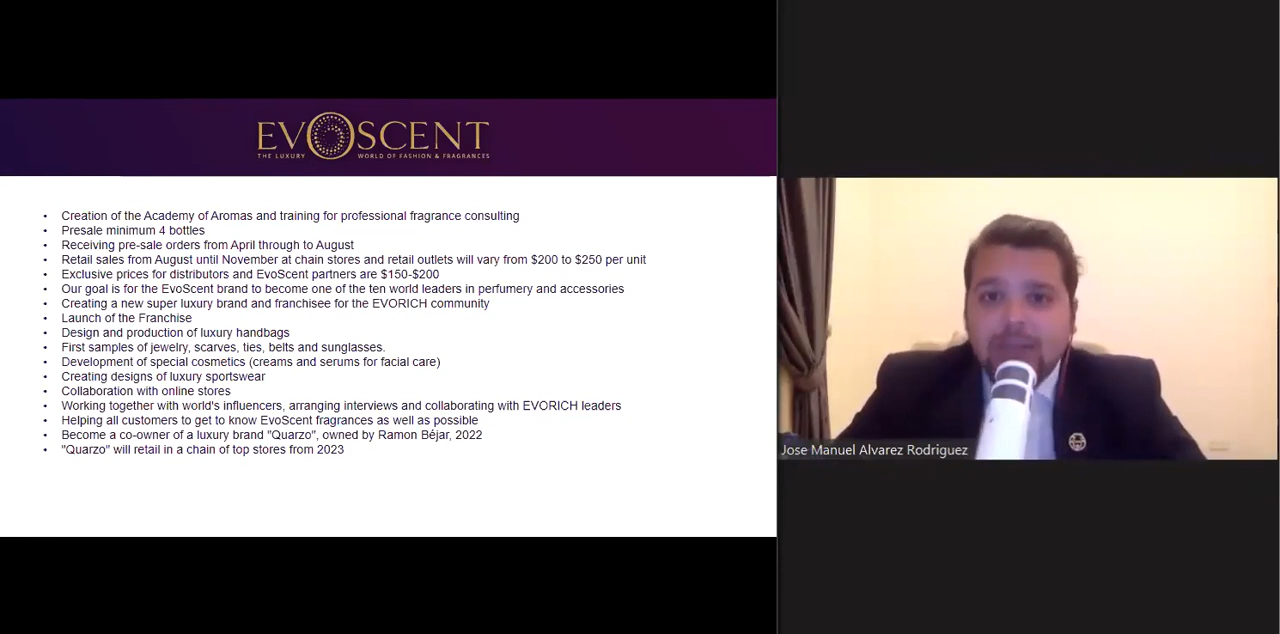 EVOSCENT
THE LUXURY WORLD OF FASHION & FRAGRANCES
• Creation of the Academy of Aromas and training for professional fragrance consulting
• Presale minimum 4 bottles
• Receiving pre-sale orders from April through to August
• Retail sales from August until November at chain stores and retail outlets will vary from $200 to $250 per unit
• Exclusive prices for distributors and EvoScent partners are $150-$200
• Our goal is for the EvoScent brand to become one of the ten world leaders in perfumery and accessories
• Creating a new super luxury brand and franchisee for the EVORICH community
• Launch of the Franchise
• Design and production of luxury handbags
• First samples of jewelry, scarves, ties, belts and sunglasses.
• Development of special cosmetics (creams and serums for facial care)
• Creating designs of luxury sportswear
• Collaboration with online stores
• Working together with world's influencers, arranging interviews and collaborating with EVORICH leaders
• Helping all customers to get to know EvoScent fragrances as well as possible
• Become a co-owner of a luxury brand "Quarzo", owned by Ramon Béjar, 2022
• "Quarzo" will retail in a chain of top stores from 2023
Jose Manuel Alvarez Rodriguez